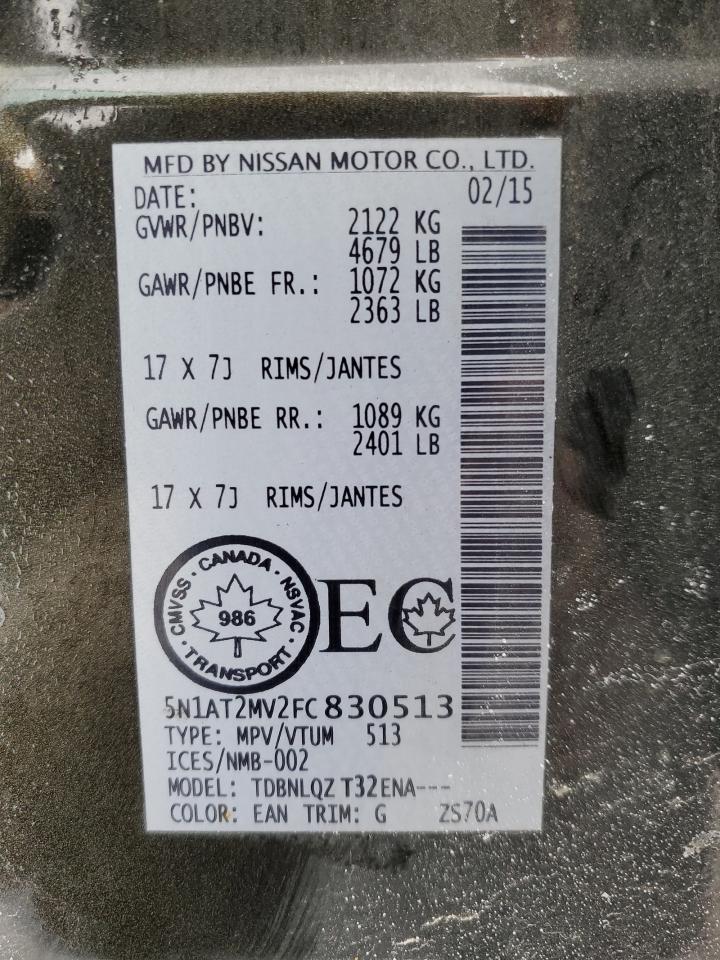 MFD BY NISSAN MOTOR CO., LTD.
DATE: 02/15
GVWR/PNBV: 2122 KG
4679 LB
GAWR/PNBE FR.: 1072 KG
2363 LB
17 X 7J RIMS/JANTES
GAWR/PNBE RR.: 1089 KG
2401 LB
17 X 7J RIMS/JANTES
CMVSS · CANADA · NSVAC · TRANSPORT ·
986
EC
5N1AT2MV2FC830513
TYPE: MPV/VTUM 513
ICES/NMB-002
MODEL: TDBNLQZ T32ENA---
COLOR: EAN TRIM: G ZS70A